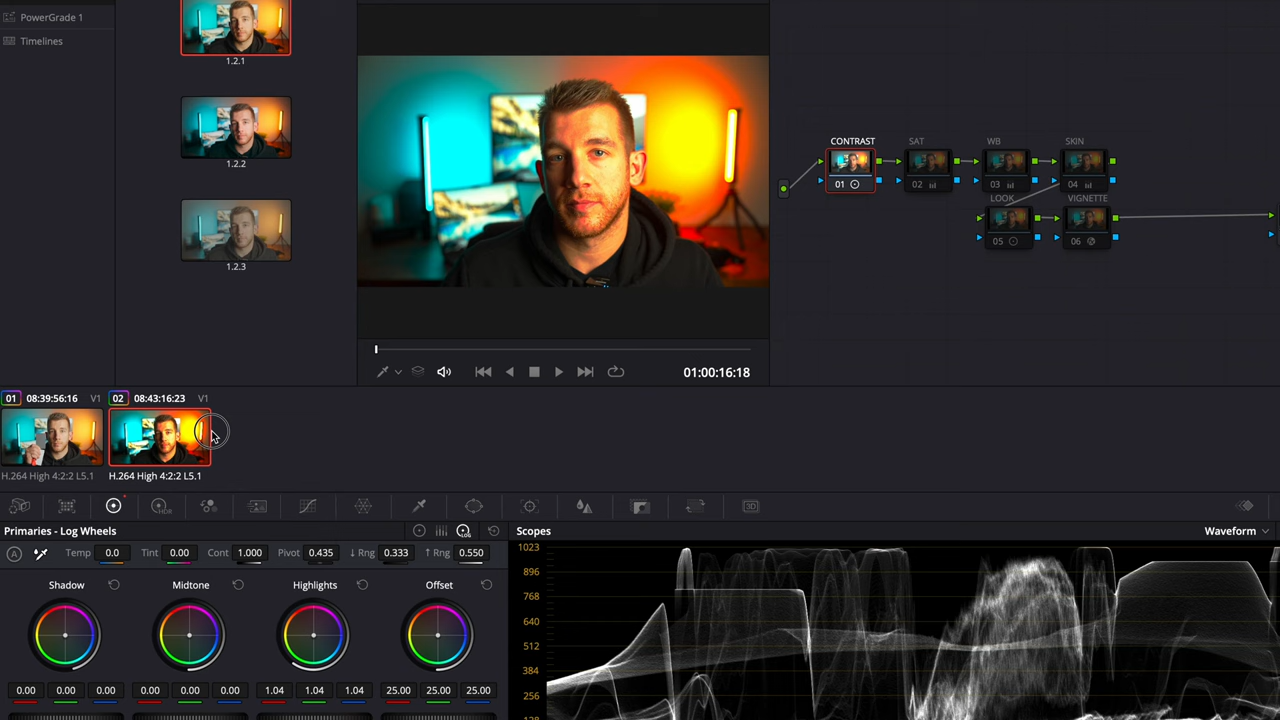 PowerGrade 1
Timelines
1.2.1
1.2.2
1.2.3
CONTRAST SAT WB SKIN
01 02 03 04
LOOK VIGNETTE
05 06
01:00:16:18
01 08:39:56:16 V1 02 08:43:16:23 V1
H.264 High 4:2:2 L5.1 H.264 High 4:2:2 L5.1
HDR
3D
Primaries - Log Wheels LOG Scopes Waveform
A Temp 0.0 Tint 0.00 Cont 1.000 Pivot 0.435 ↓ Rng 0.333 ↑ Rng 0.550
Shadow Midtone Highlights Offset
0.00 0.00 0.00 0.00 0.00 0.00 1.04 1.04 1.04 25.00 25.00 25.00
1023
896
768
640
512
384
256
128